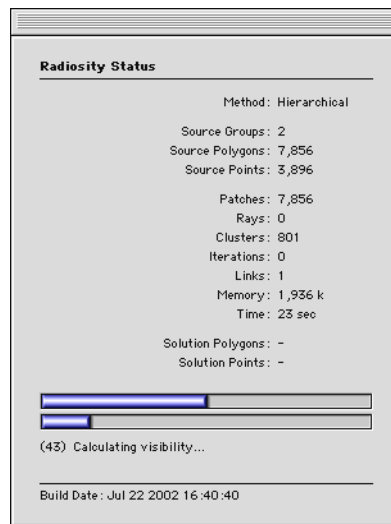 Radiosity Status
Method: Hierarchical
Source Groups: 2
Source Polygons: 7,856
Source Points: 3,896
Patches: 7,856
Rays: 0
Clusters: 801
Iterations: 0
Links: 1
Memory: 1,936 k
Time: 23 sec
Solution Polygons: -
Solution Points: -
(43) Calculating visibility...
Build Date: Jul 22 2002 16:40:40